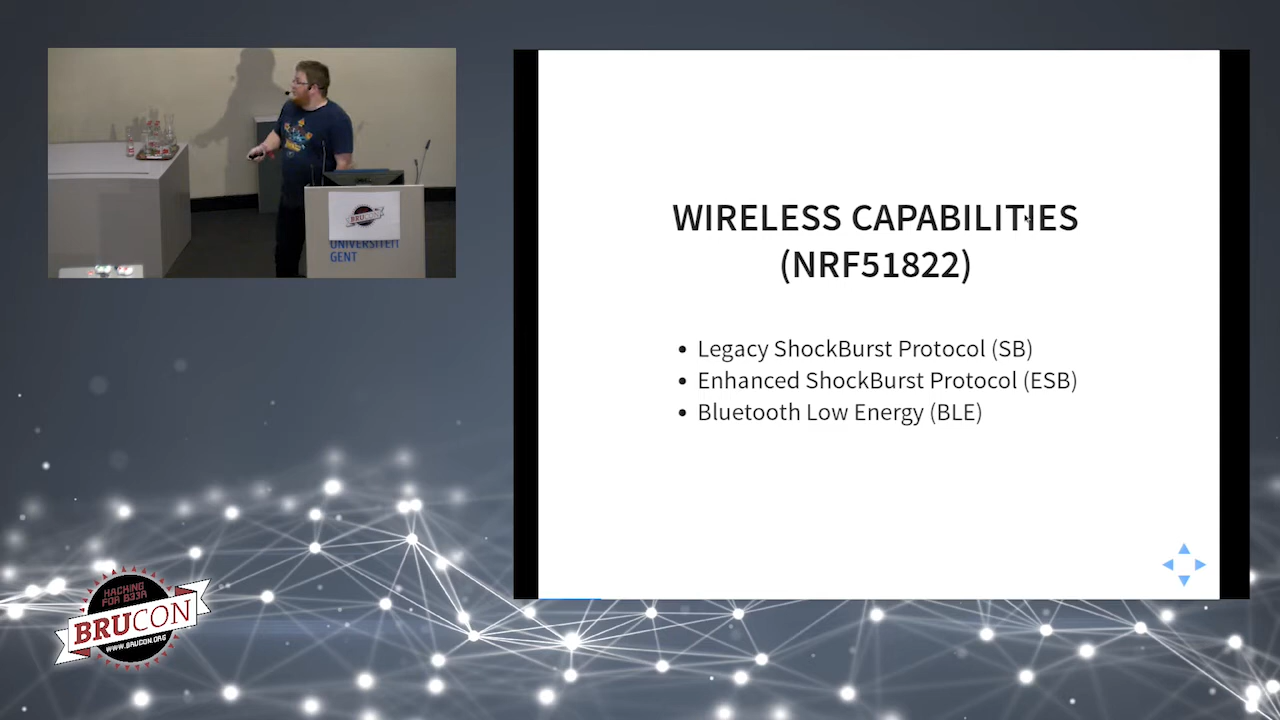 BRUCON
UNIVERSITEIT
GENT
WIRELESS CAPABILITIES
(NRF51822)
• Legacy ShockBurst Protocol (SB)
• Enhanced ShockBurst Protocol (ESB)
• Bluetooth Low Energy (BLE)
HACKING
FOR B33R
BRUCON
WWW.BRUCON.ORG